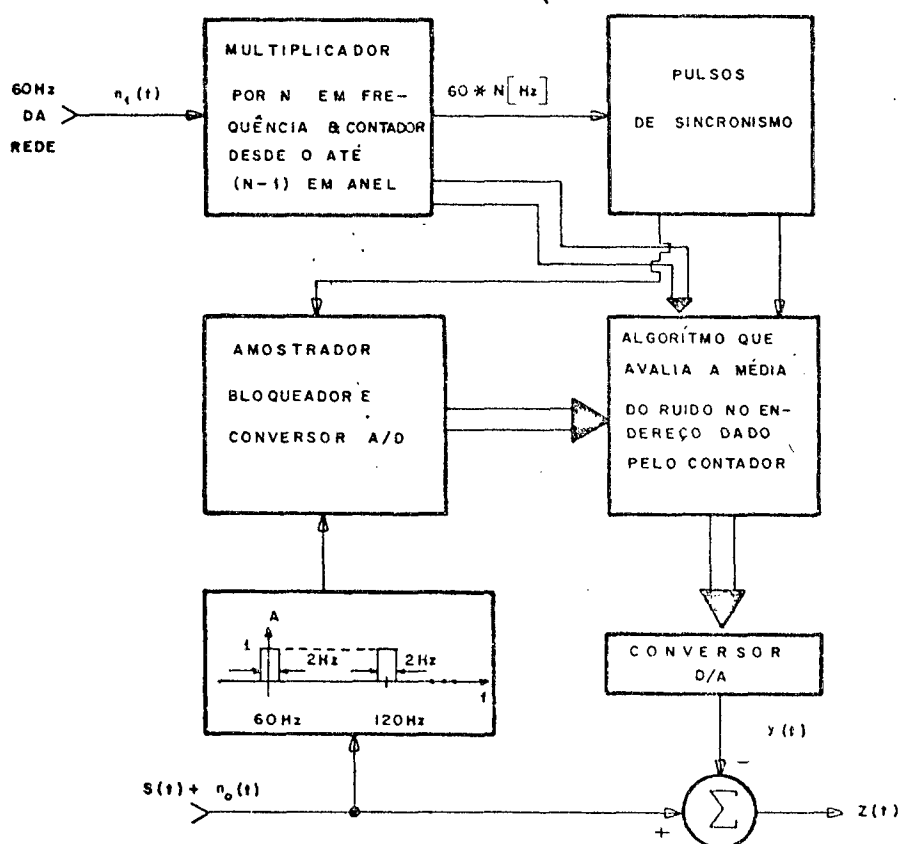 60Hz
DA
REDE
n₁(t)
MULTIPLICADOR
POR N EM FRE-
QUÊNCIA & CONTADOR
DESDE O ATÉ
(N-1) EM ANEL
60 * N [Hz]
PULSOS
DE SINCRONISMO
AMOSTRADOR
BLOQUEADOR E
CONVERSOR A/D
ALGORÍTMO QUE
AVALIA A MÉDIA
DO RUIDO NO EN-
DEREÇO DADO
PELO CONTADOR
A
1
2Hz
2Hz
f
60Hz
120Hz
CONVERSOR
D/A
y(t)
S(t) + n₀(t)
−
+
Σ
Z(t)